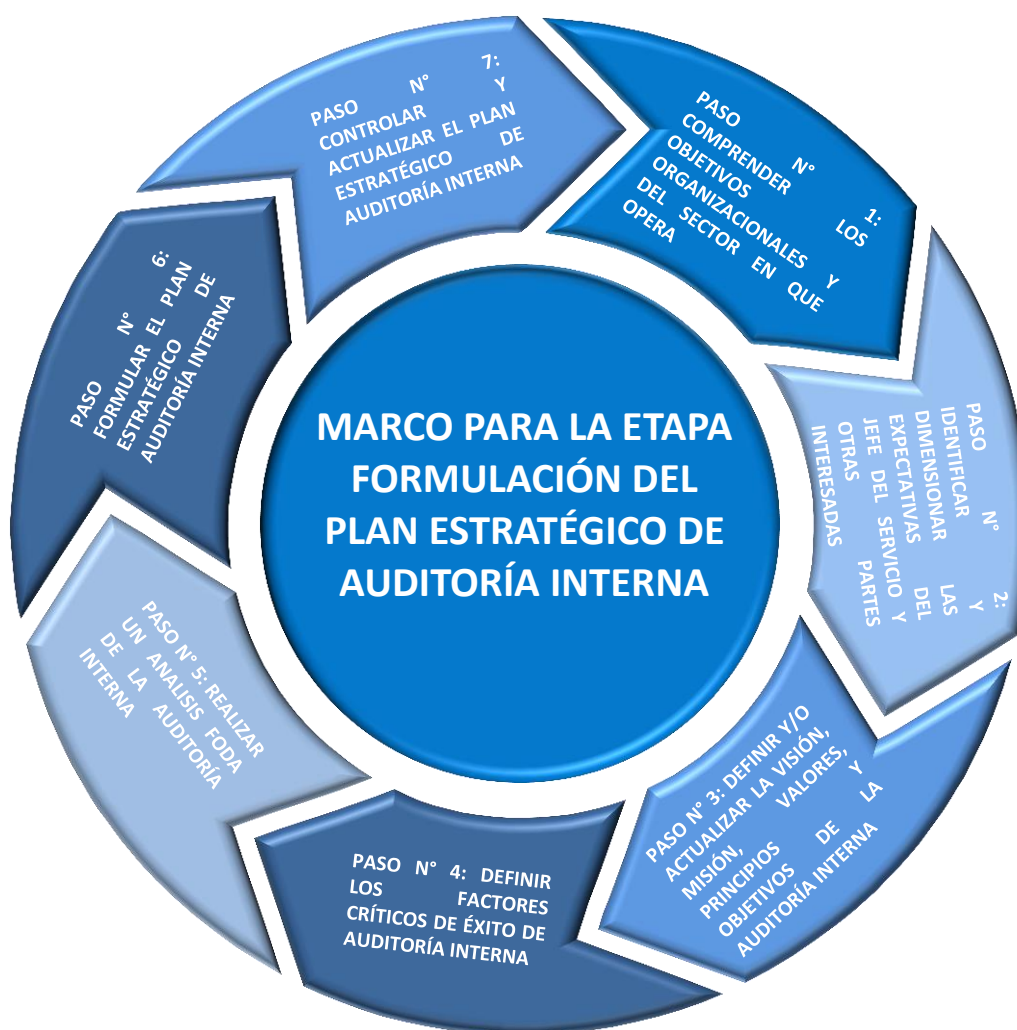 MARCO PARA LA ETAPA
FORMULACIÓN DEL
PLAN ESTRATÉGICO DE
AUDITORÍA INTERNA
PASO N° 1:
COMPRENDER LOS
OBJETIVOS
ORGANIZACIONALES Y
DEL SECTOR EN QUE
OPERA
PASO N° 2:
IDENTIFICAR Y
DIMENSIONAR LAS
EXPECTATIVAS DEL
JEFE DEL SERVICIO Y
OTRAS PARTES
INTERESADAS
PASO N° 3: DEFINIR Y/O
ACTUALIZAR LA VISIÓN,
MISIÓN, VALORES,
PRINCIPIOS Y
OBJETIVOS DE LA
AUDITORÍA INTERNA
PASO N° 4: DEFINIR
LOS FACTORES
CRÍTICOS DE ÉXITO DE
AUDITORÍA INTERNA
PASO N° 5: REALIZAR
UN ANALISIS FODA
DE LA AUDITORÍA
INTERNA
PASO N° 6:
FORMULAR EL PLAN
ESTRATÉGICO DE
AUDITORÍA INTERNA
PASO N° 7:
CONTROLAR Y
ACTUALIZAR EL PLAN
ESTRATÉGICO DE
AUDITORÍA INTERNA